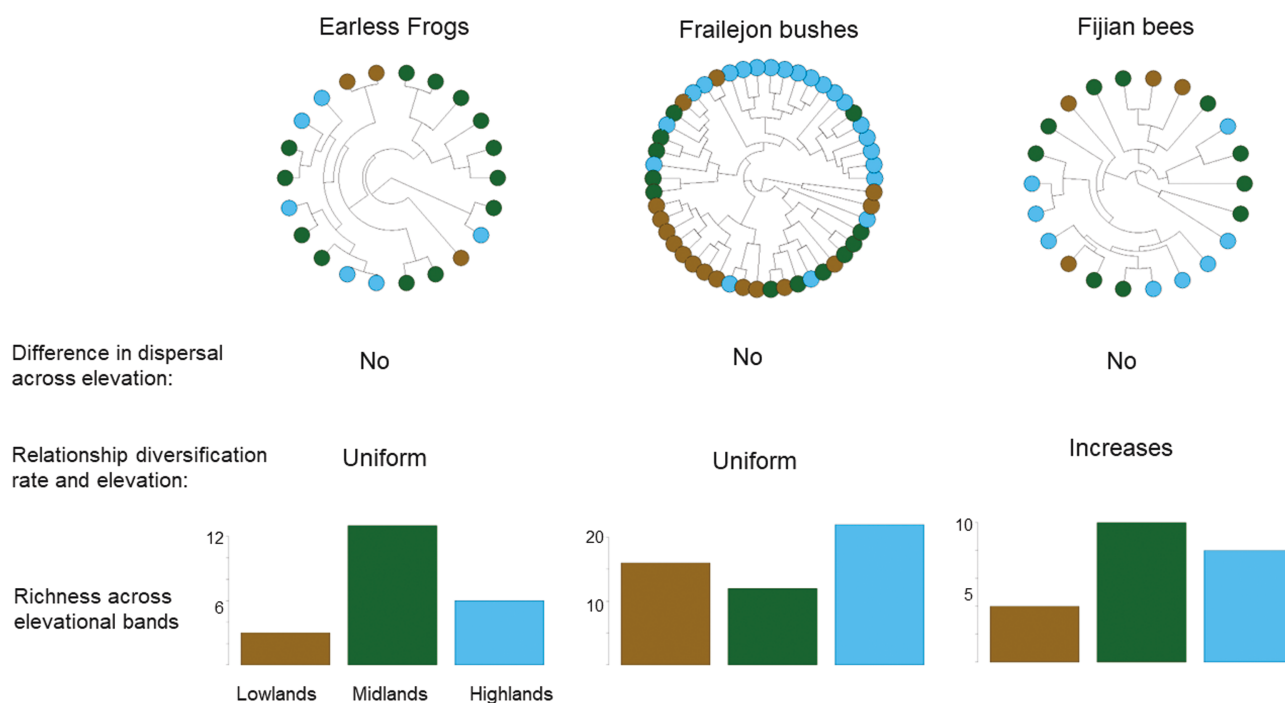 Earless Frogs
Frailejon bushes
Fijian bees
Difference in dispersal
across elevation:
No
No
No
Relationship diversification
rate and elevation:
Uniform
Uniform
Increases
Richness across
elevational bands
12
6
20
10
10
5
Lowlands
Midlands
Highlands